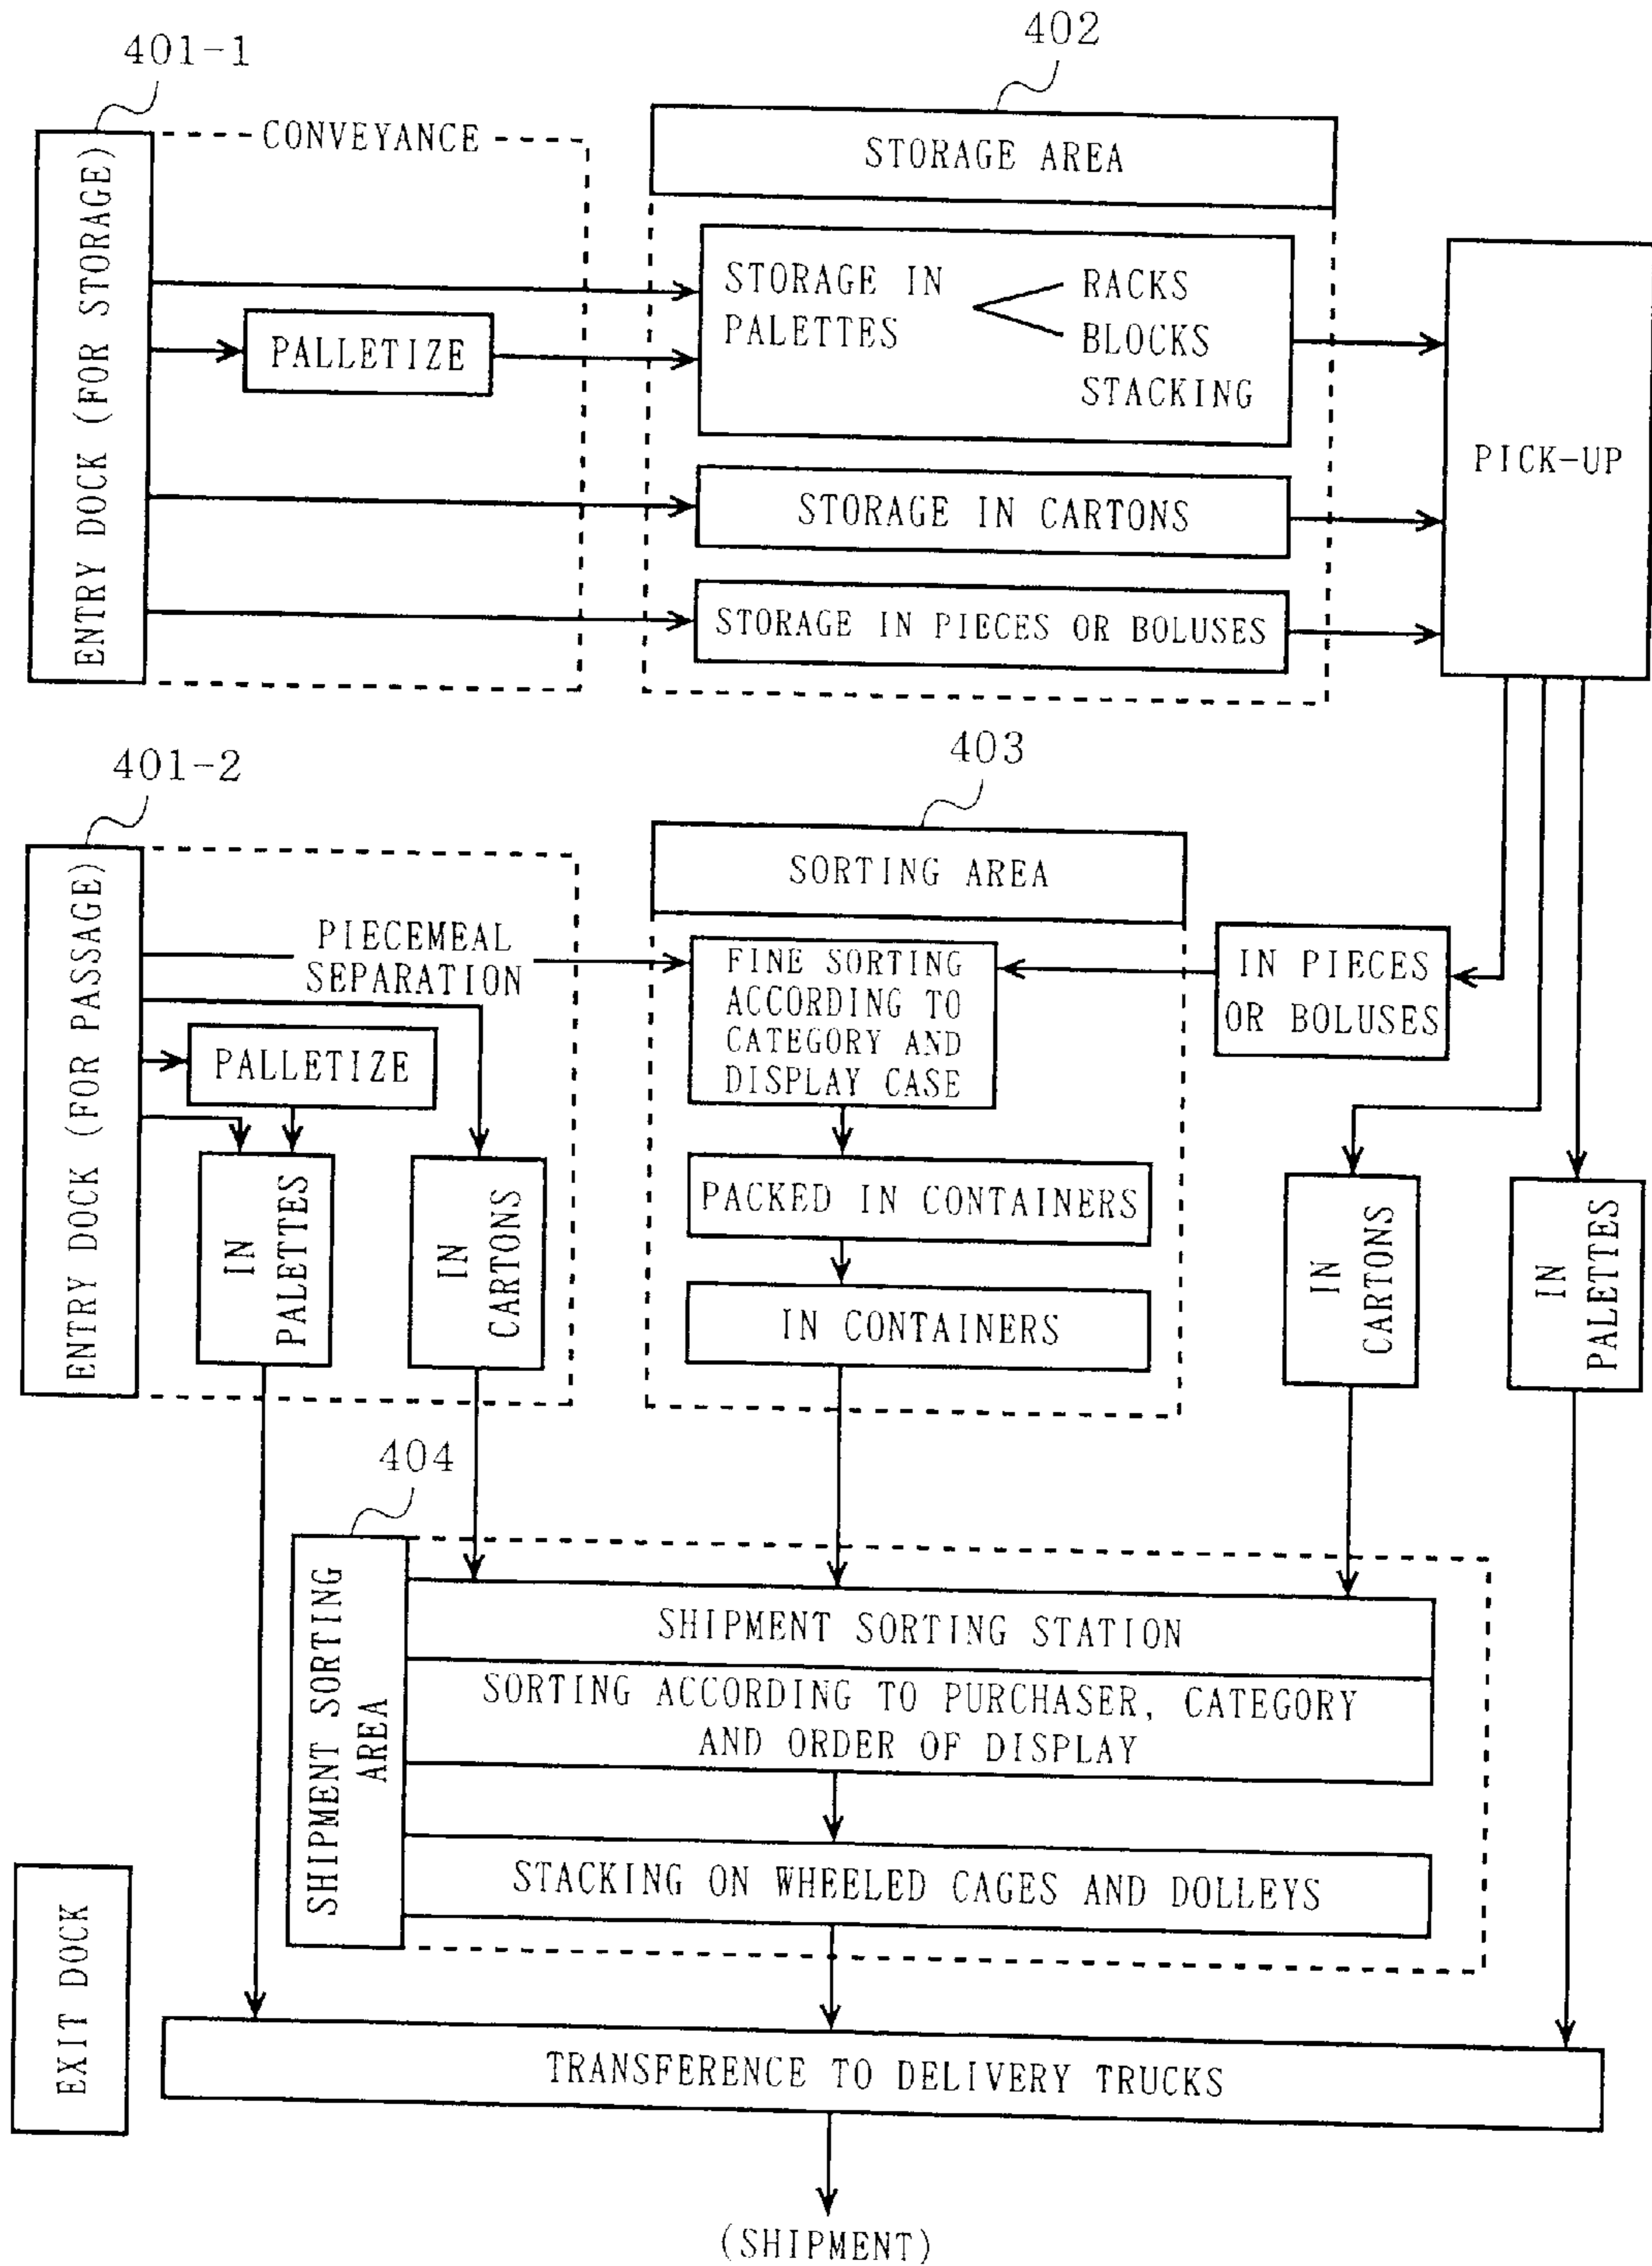 401-1
402
CONVEYANCE
STORAGE AREA
ENTRY DOCK (FOR STORAGE)
STORAGE IN
PALETTES
RACKS
BLOCKS
STACKING
PALLETIZE
PICK-UP
STORAGE IN CARTONS
STORAGE IN PIECES OR BOLUSES
401-2
403
SORTING AREA
ENTRY DOCK (FOR PASSAGE)
PIECEMEAL
SEPARATION
FINE SORTING
ACCORDING TO
CATEGORY AND
DISPLAY CASE
IN PIECES
OR BOLUSES
PALLETIZE
IN
PALETTES
IN
CARTONS
PACKED IN CONTAINERS
IN CONTAINERS
IN
CARTONS
IN
PALETTES
404
SHIPMENT SORTING
AREA
SHIPMENT SORTING STATION
SORTING ACCORDING TO PURCHASER, CATEGORY
AND ORDER OF DISPLAY
STACKING ON WHEELED CAGES AND DOLLEYS
EXIT DOCK
TRANSFERENCE TO DELIVERY TRUCKS
(SHIPMENT)